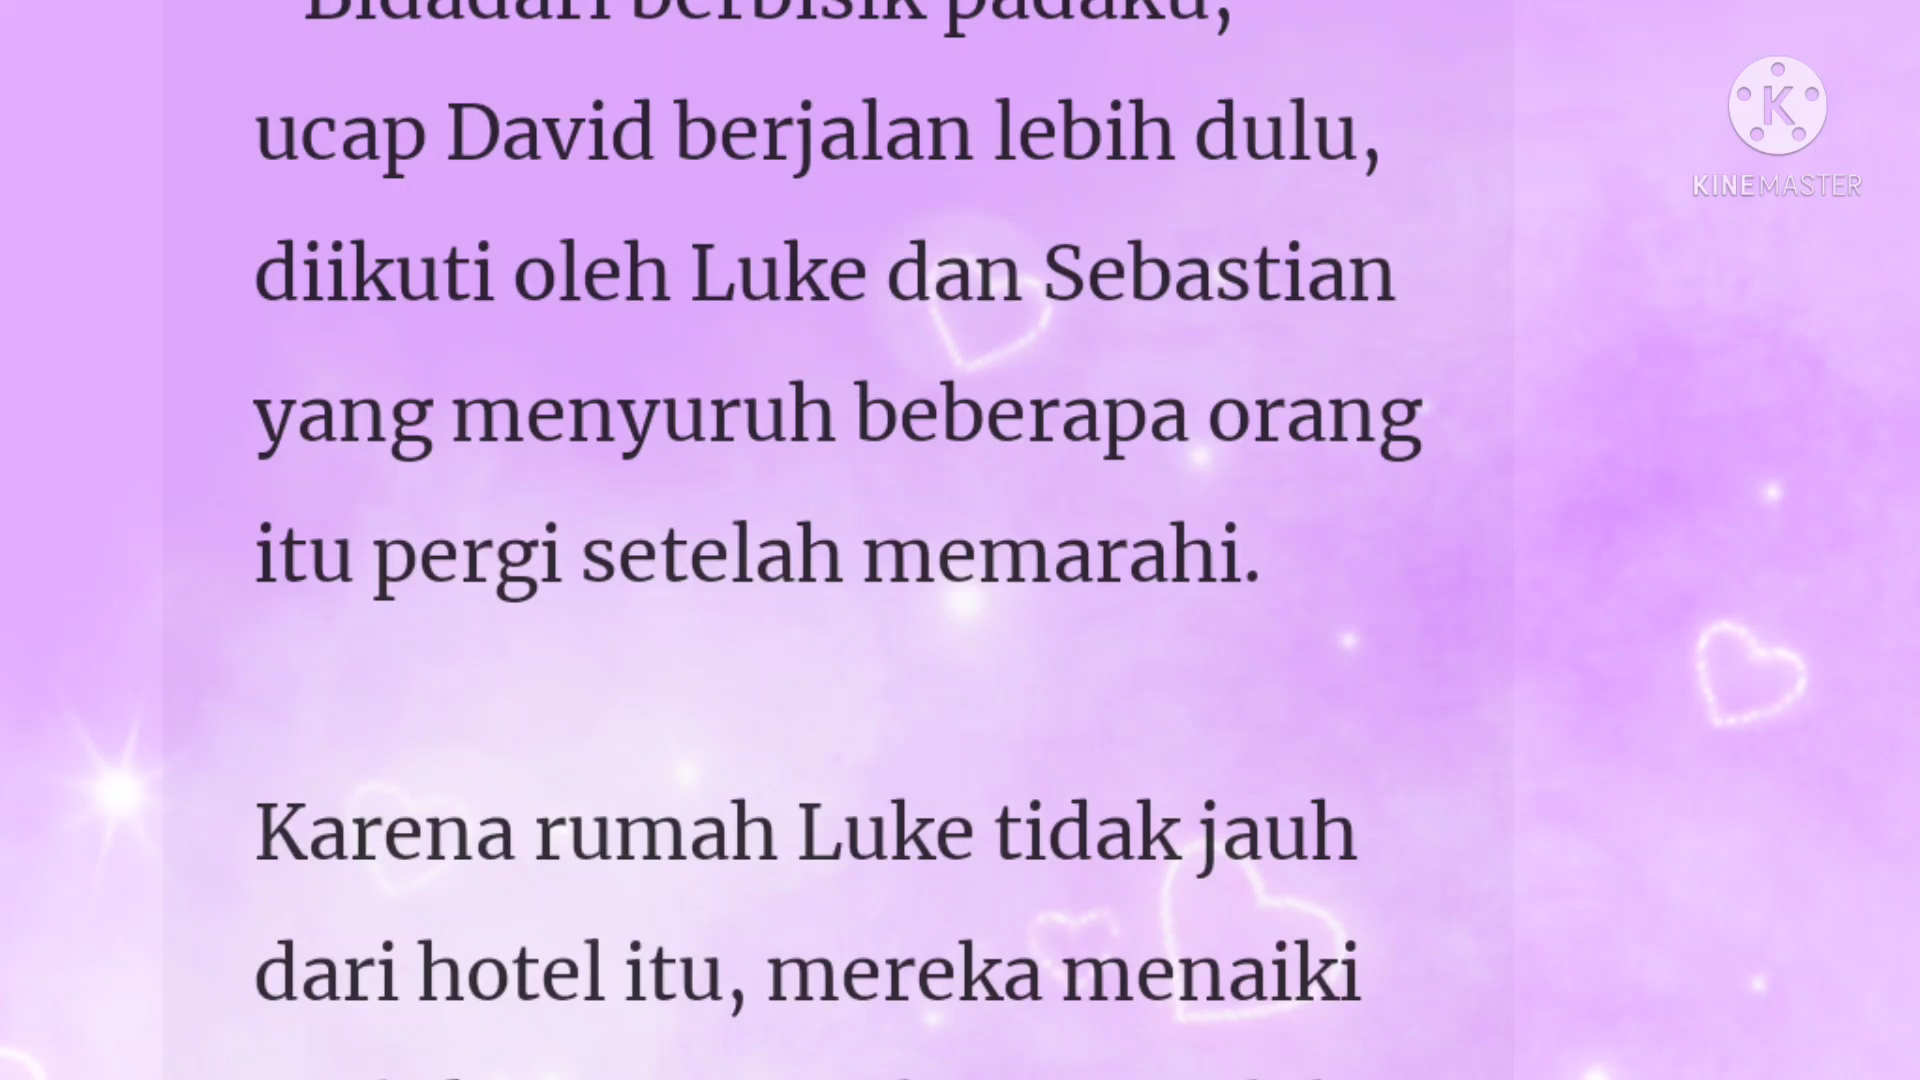 Bidadari berbisik padaku,
ucap David berjalan lebih dulu,
diikuti oleh Luke dan Sebastian
yang menyuruh beberapa orang
itu pergi setelah memarahi.
Karena rumah Luke tidak jauh
dari hotel itu, mereka menaiki
K
KINEMASTER